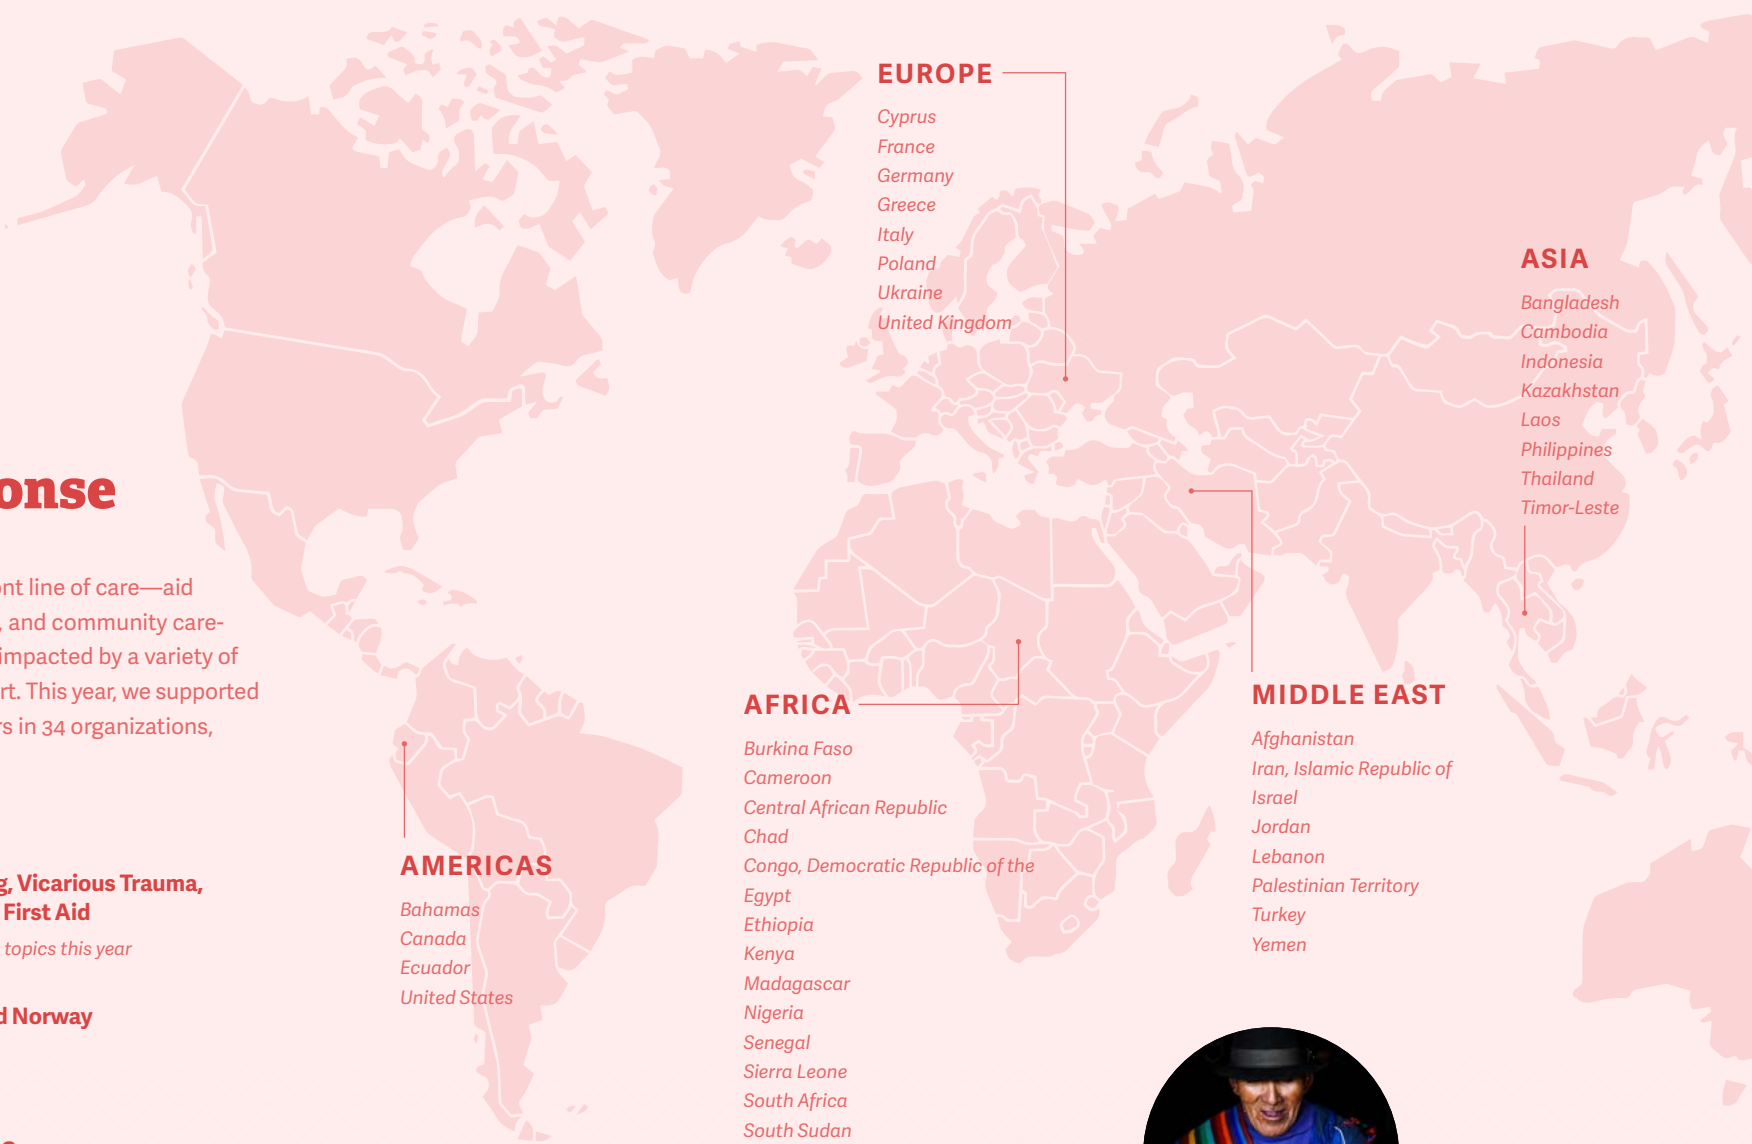 onse
ont line of care—aid
, and community care-
impacted by a variety of
rt. This year, we supported
rs in 34 organizations,
g, Vicarious Trauma,
First Aid
topics this year
d Norway
EUROPE
Cyprus
France
Germany
Greece
Italy
Poland
Ukraine
United Kingdom
ASIA
Bangladesh
Cambodia
Indonesia
Kazakhstan
Laos
Philippines
Thailand
Timor-Leste
AMERICAS
Bahamas
Canada
Ecuador
United States
AFRICA
Burkina Faso
Cameroon
Central African Republic
Chad
Congo, Democratic Republic of the
Egypt
Ethiopia
Kenya
Madagascar
Nigeria
Senegal
Sierra Leone
South Africa
South Sudan
MIDDLE EAST
Afghanistan
Iran, Islamic Republic of
Israel
Jordan
Lebanon
Palestinian Territory
Turkey
Yemen